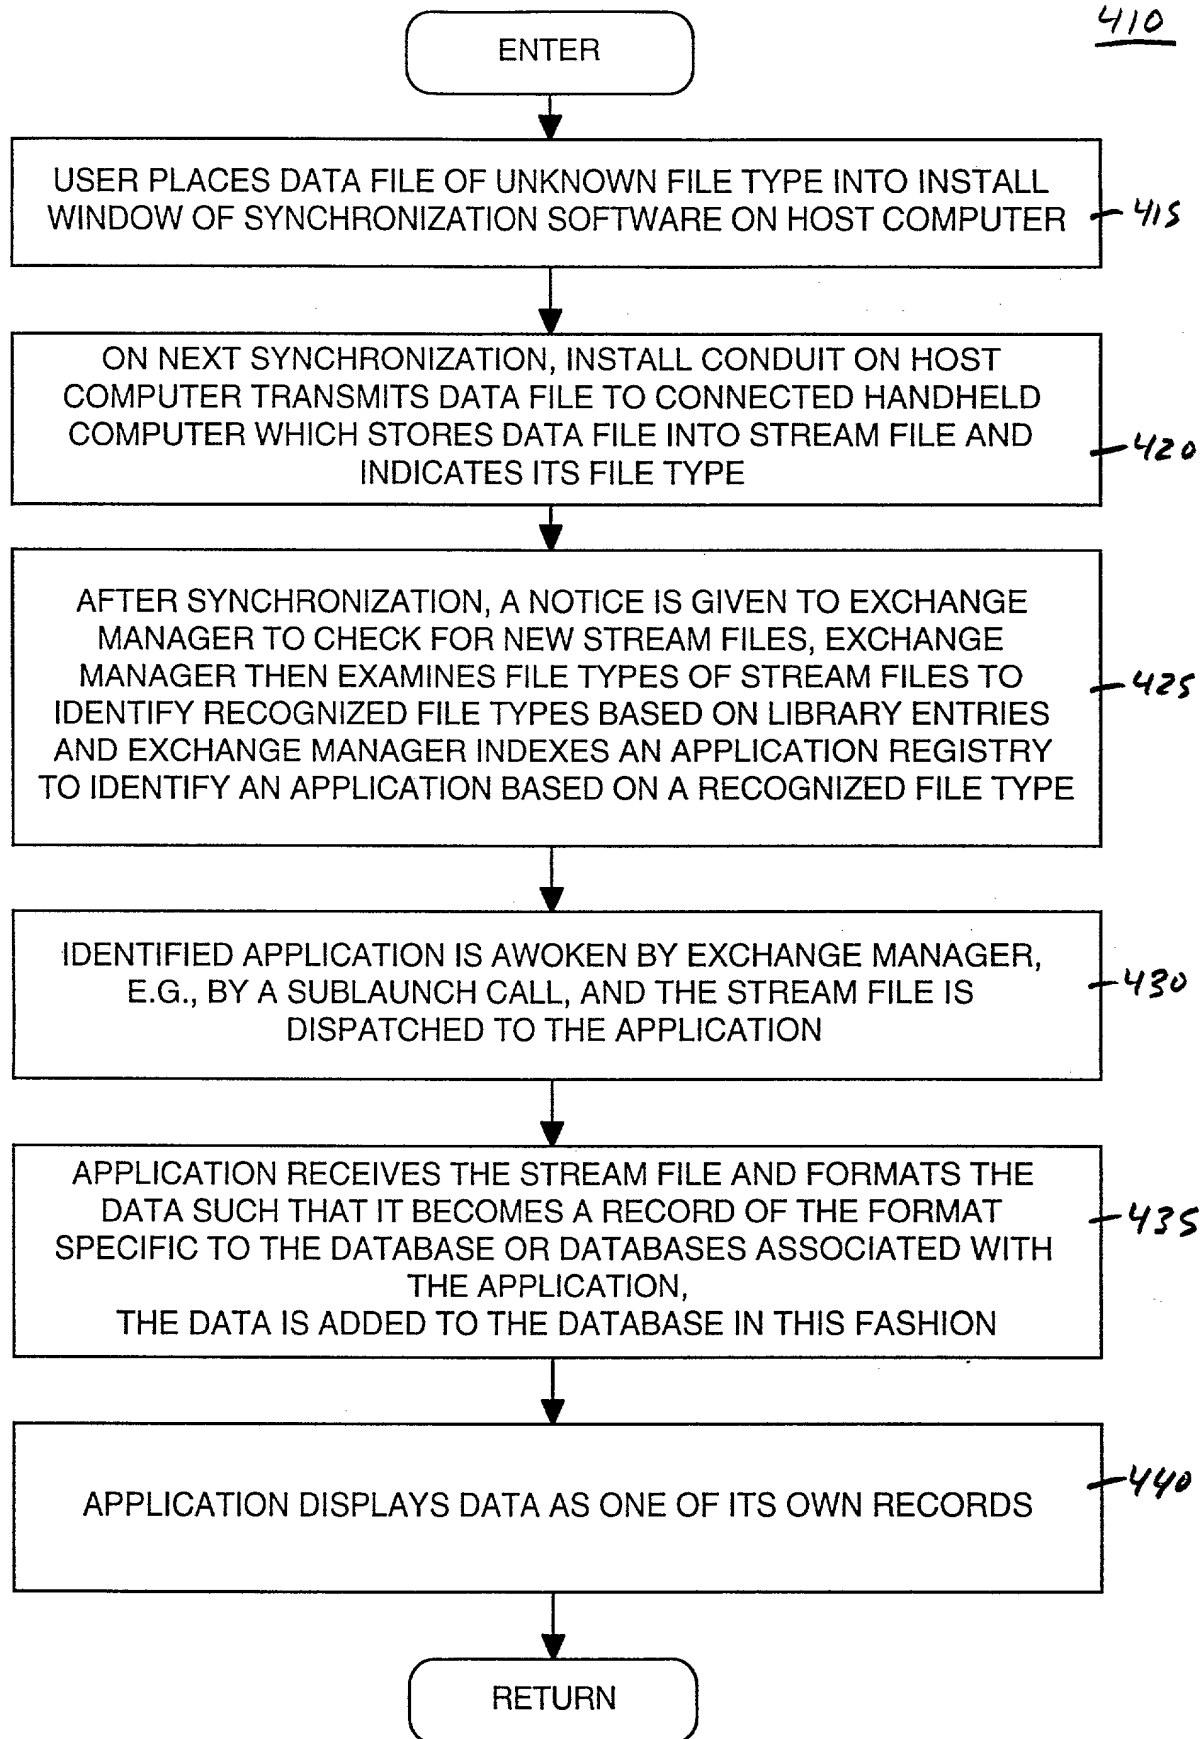 410
ENTER
USER PLACES DATA FILE OF UNKNOWN FILE TYPE INTO INSTALL
WINDOW OF SYNCHRONIZATION SOFTWARE ON HOST COMPUTER
415
ON NEXT SYNCHRONIZATION, INSTALL CONDUIT ON HOST
COMPUTER TRANSMITS DATA FILE TO CONNECTED HANDHELD
COMPUTER WHICH STORES DATA FILE INTO STREAM FILE AND
INDICATES ITS FILE TYPE
420
AFTER SYNCHRONIZATION, A NOTICE IS GIVEN TO EXCHANGE
MANAGER TO CHECK FOR NEW STREAM FILES, EXCHANGE
MANAGER THEN EXAMINES FILE TYPES OF STREAM FILES TO
IDENTIFY RECOGNIZED FILE TYPES BASED ON LIBRARY ENTRIES
AND EXCHANGE MANAGER INDEXES AN APPLICATION REGISTRY
TO IDENTIFY AN APPLICATION BASED ON A RECOGNIZED FILE TYPE
425
IDENTIFIED APPLICATION IS AWOKEN BY EXCHANGE MANAGER,
E.G., BY A SUBLAUNCH CALL, AND THE STREAM FILE IS
DISPATCHED TO THE APPLICATION
430
APPLICATION RECEIVES THE STREAM FILE AND FORMATS THE
DATA SUCH THAT IT BECOMES A RECORD OF THE FORMAT
SPECIFIC TO THE DATABASE OR DATABASES ASSOCIATED WITH
THE APPLICATION,
THE DATA IS ADDED TO THE DATABASE IN THIS FASHION
435
APPLICATION DISPLAYS DATA AS ONE OF ITS OWN RECORDS
440
RETURN